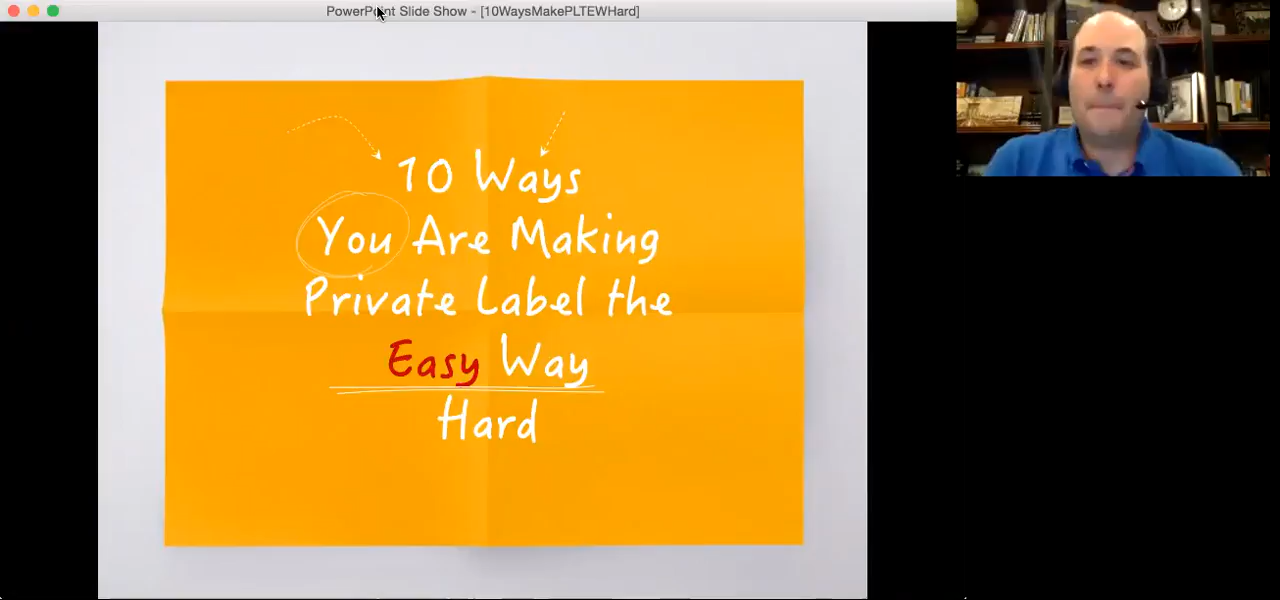 PowerPoint Slide Show - [10WaysMakePLTEWHard]
10 Ways
You Are Making
Private Label the
Easy Way
Hard